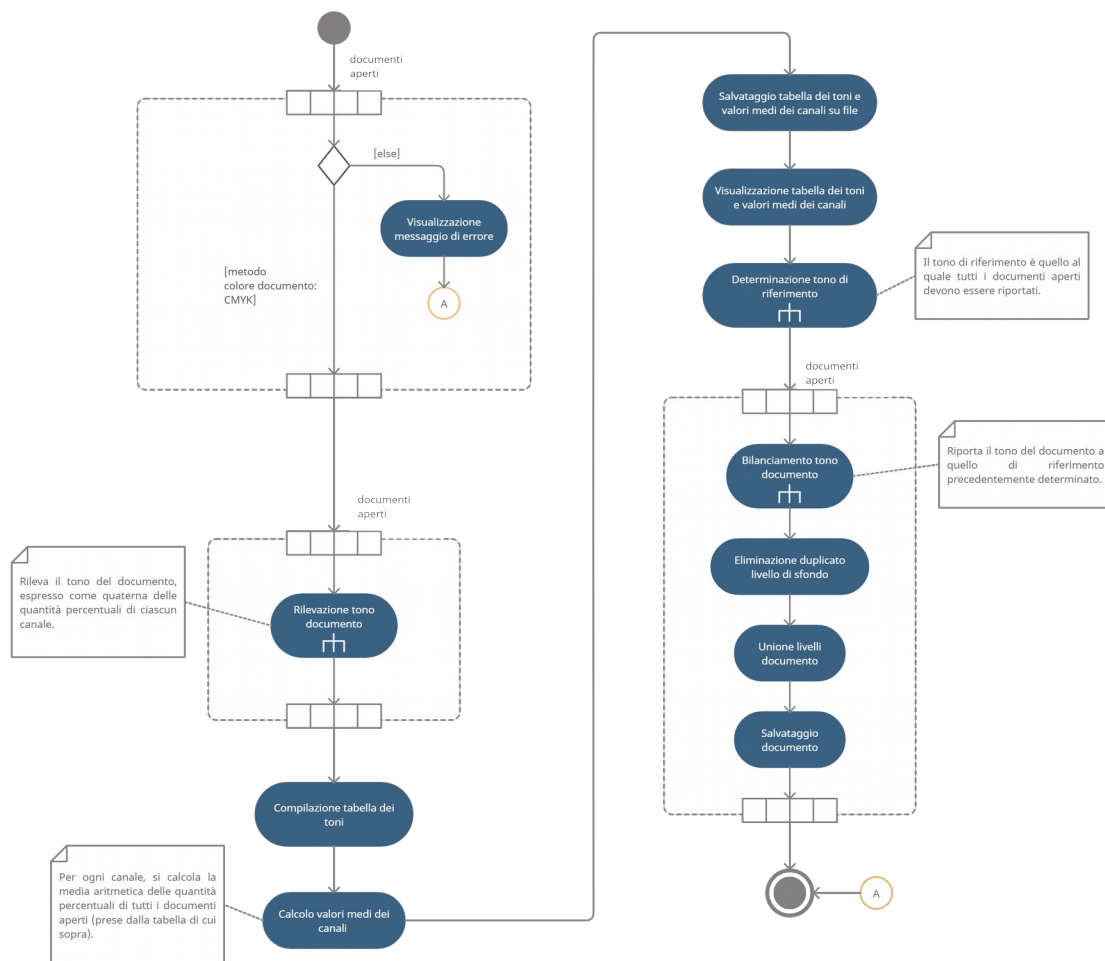 documenti
aperti
[else]
Visualizzazione
messaggio di errore
[metodo
colore documento:
CMYK]
A
documenti
aperti
Rileva il tono del documento,
espresso come quaterna delle
quantità percentuali di ciascun
canale.
Rilevazione tono
documento
Compilazione tabella dei
toni
Per ogni canale, si calcola la
media aritmetica delle quantità
percentuali di tutti i documenti
aperti (prese dalla tabella di cui
sopra).
Calcolo valori medi dei
canali
Salvataggio tabella dei toni e
valori medi dei canali su file
Visualizzazione tabella dei toni
e valori medi dei canali
Determinazione tono di
riferimento
Il tono di riferimento è quello al
quale tutti i documenti aperti
devono essere riportati.
documenti
aperti
Bilanciamento tono
documento
Riporta il tono del documento a
quello di riferimento
precedentemente determinato.
Eliminazione duplicato
livello di sfondo
Unione livelli
documento
Salvataggio
documento
A